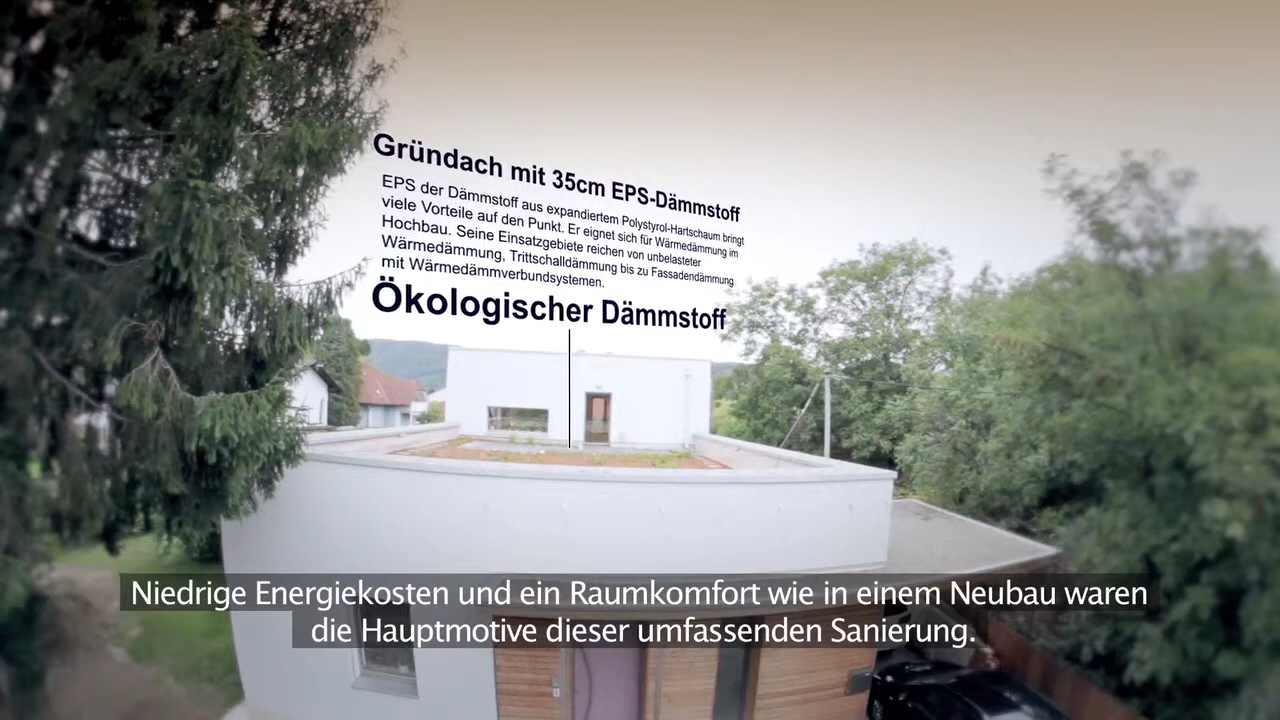 Gründach mit 35cm EPS-Dämmstoff
EPS der Dämmstoff aus expandiertem Polystyrol-Hartschaum bringt
viele Vorteile auf den Punkt. Er eignet sich für Wärmedämmung im
Hochbau. Seine Einsatzgebiete reichen von unbelasteter
Wärmedämmung, Trittschalldämmung bis zu Fassadendämmung
mit Wärmedämmverbundsystemen.
Ökologischer Dämmstoff
Niedrige Energiekosten und ein Raumkomfort wie in einem Neubau waren
die Hauptmotive dieser umfassenden Sanierung.